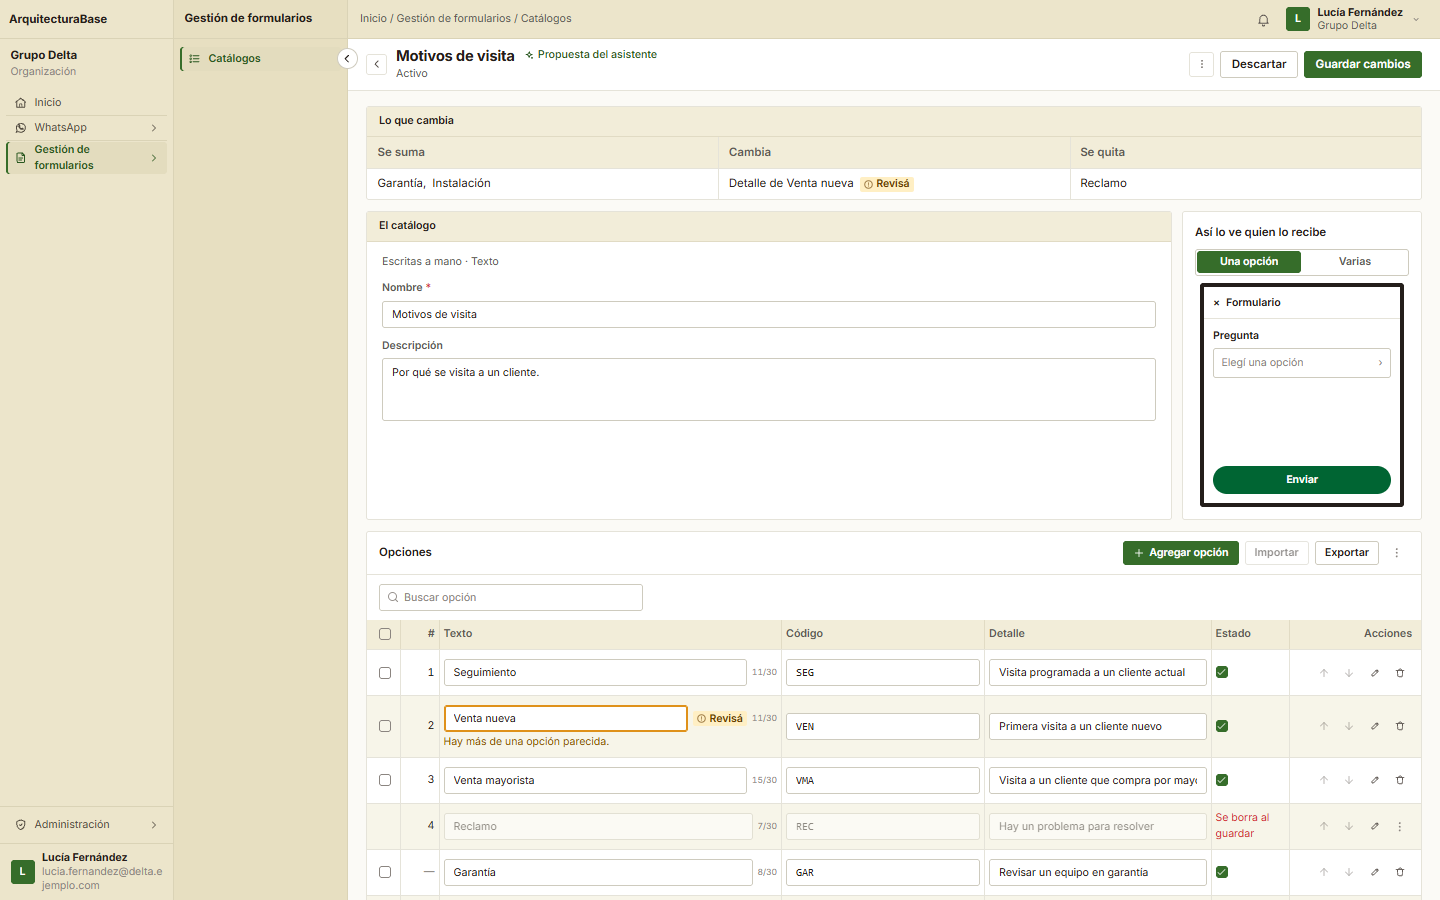 ArquitecturaBase
Grupo Delta
Organización
Inicio
WhatsApp
Gestión de
formularios
Administración
L
Lucía Fernández
lucia.fernandez@delta.e
jemplo.com
Gestión de formularios
Catálogos
Inicio / Gestión de formularios / Catálogos
L
Lucía Fernández
Grupo Delta
Motivos de visita
Propuesta del asistente
Activo
Descartar
Guardar cambios
Lo que cambia
Se suma
Cambia
Se quita
Garantía, Instalación
Detalle de Venta nueva
Revisá
Reclamo
El catálogo
Escritas a mano · Texto
Nombre *
Motivos de visita
Descripción
Por qué se visita a un cliente.
Así lo ve quien lo recibe
Una opción
Varias
× Formulario
Pregunta
Elegí una opción
Enviar
Opciones
+ Agregar opción
Importar
Exportar
Buscar opción
# Texto Código Detalle Estado Acciones
1 Seguimiento 11/30 SEG Visita programada a un cliente actual
2 Venta nueva Revisá 11/30 VEN Primera visita a un cliente nuevo
Hay más de una opción parecida.
3 Venta mayorista 15/30 VMA Visita a un cliente que compra por mayo
4 Reclamo 7/30 REC Hay un problema para resolver Se borra al
guardar
— Garantía 8/30 GAR Revisar un equipo en garantía